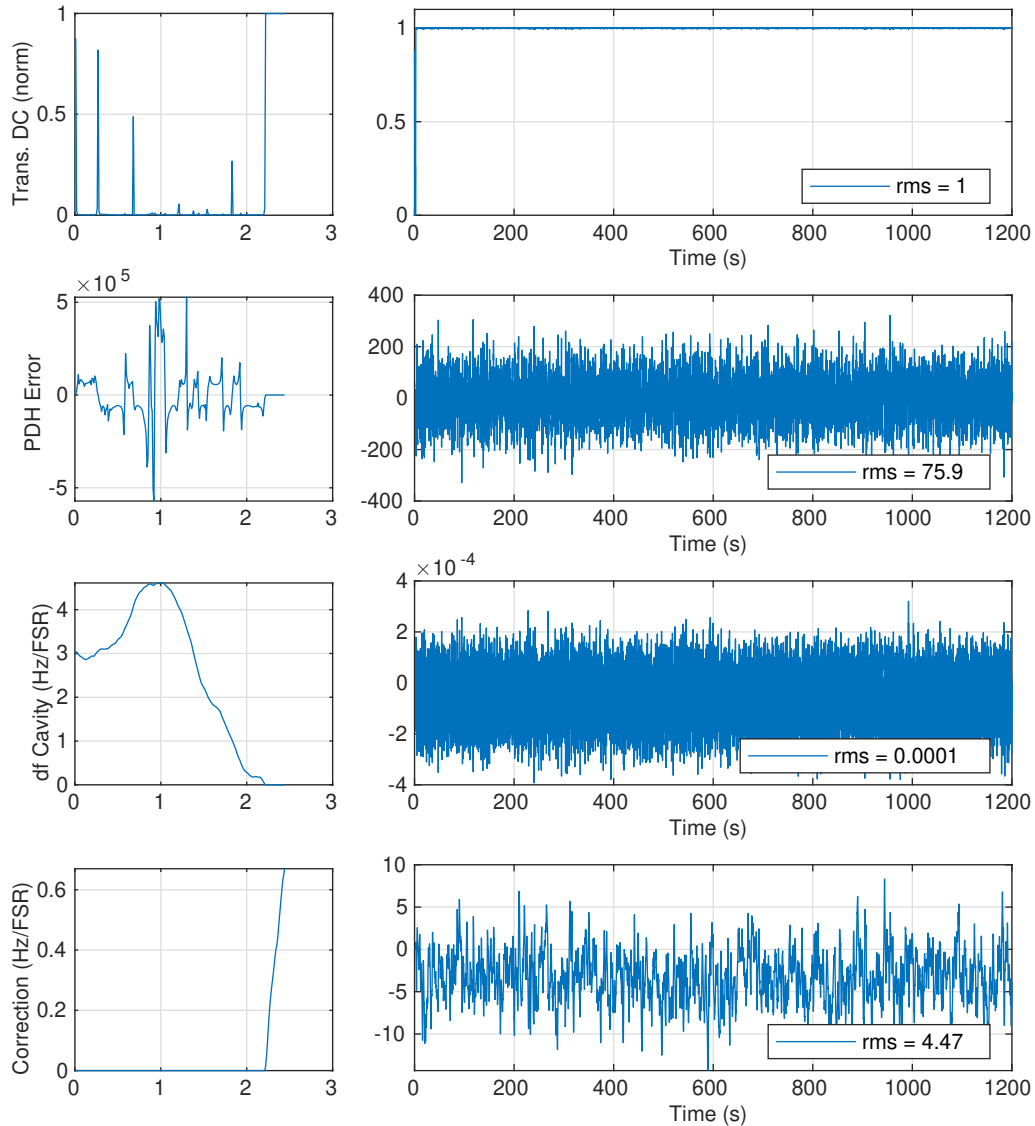 Trans. DC (norm)
1
0.5
0
0 1 2 3
1
0.5
0
rms = 1
0 200 400 600 800 1000 1200
Time (s)
PDH Error
×10 5
5
0
-5
0 1 2 3
400
200
0
-200
-400
rms = 75.9
0 200 400 600 800 1000 1200
Time (s)
df Cavity (Hz/FSR)
4
3
2
1
0
0 1 2 3
×10 -4
4
2
0
-2
-4
rms = 0.0001
0 200 400 600 800 1000 1200
Time (s)
Correction (Hz/FSR)
0.6
0.4
0.2
0
0 1 2 3
10
5
0
-5
-10
rms = 4.47
0 200 400 600 800 1000 1200
Time (s)